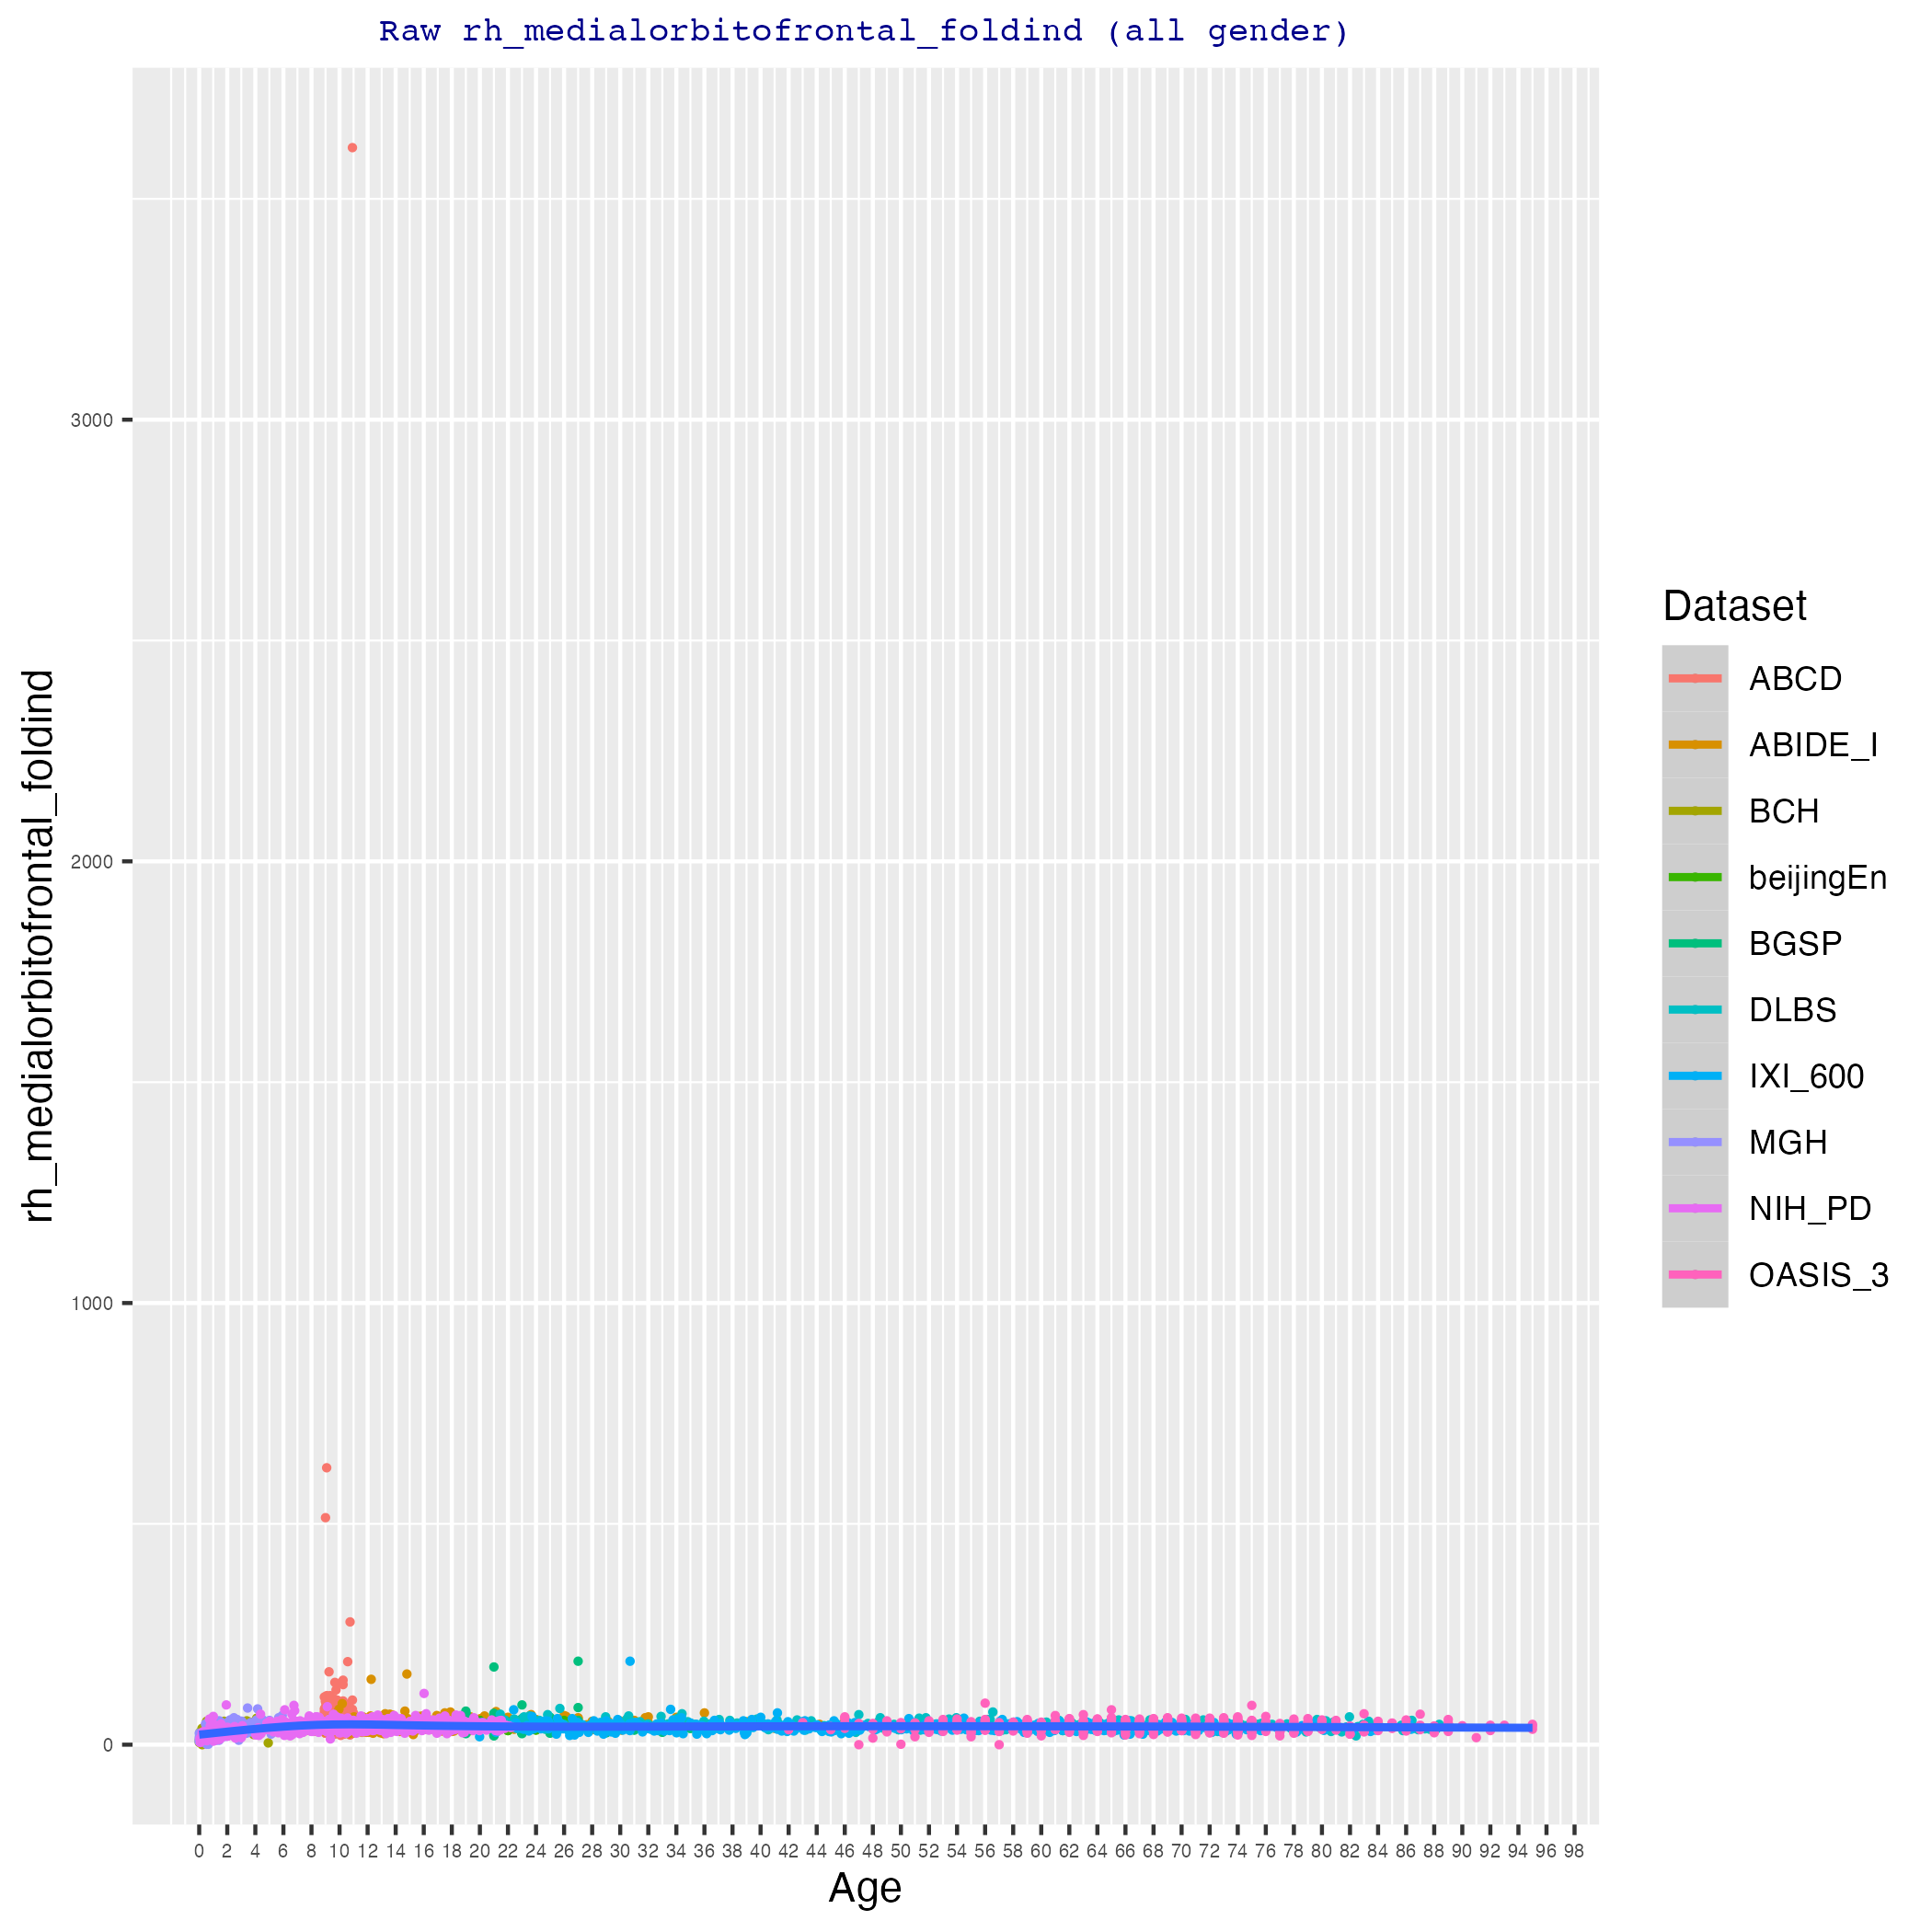 Raw rh_medialorbitofrontal_foldind (all gender)
rh_medialorbitofrontal_foldind
3000
2000
1000
0
0 2 4 6 8 10 12 14 16 18 20 22 24 26 28 30 32 34 36 38 40 42 44 46 48 50 52 54 56 58 60 62 64 66 68 70 72 74 76 78 80 82 84 86 88 90 92 94 96 98
Age
Dataset
ABCD
ABIDE_I
BCH
beijingEn
BGSP
DLBS
IXI_600
MGH
NIH_PD
OASIS_3